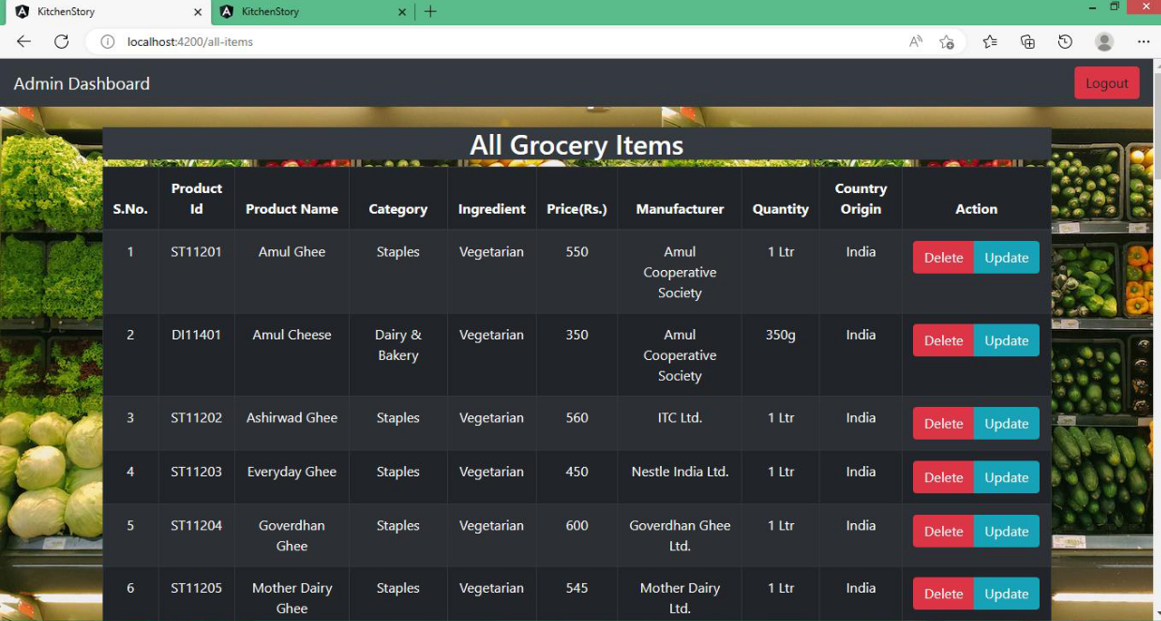 KitchenStory KitchenStory
localhost:4200/all-items
Admin Dashboard Logout
All Grocery Items
S.No. Product Id Product Name Category Ingredient Price(Rs.) Manufacturer Quantity Country Origin Action
1 ST11201 Amul Ghee Staples Vegetarian 550 Amul Cooperative Society 1 Ltr India Delete Update
2 DI11401 Amul Cheese Dairy & Bakery Vegetarian 350 Amul Cooperative Society 350g India Delete Update
3 ST11202 Ashirwad Ghee Staples Vegetarian 560 ITC Ltd. 1 Ltr India Delete Update
4 ST11203 Everyday Ghee Staples Vegetarian 450 Nestle India Ltd. 1 Ltr India Delete Update
5 ST11204 Goverdhan Ghee Staples Vegetarian 600 Goverdhan Ghee Ltd. 1 Ltr India Delete Update
6 ST11205 Mother Dairy Ghee Staples Vegetarian 545 Mother Dairy Ltd. 1 Ltr India Delete Update